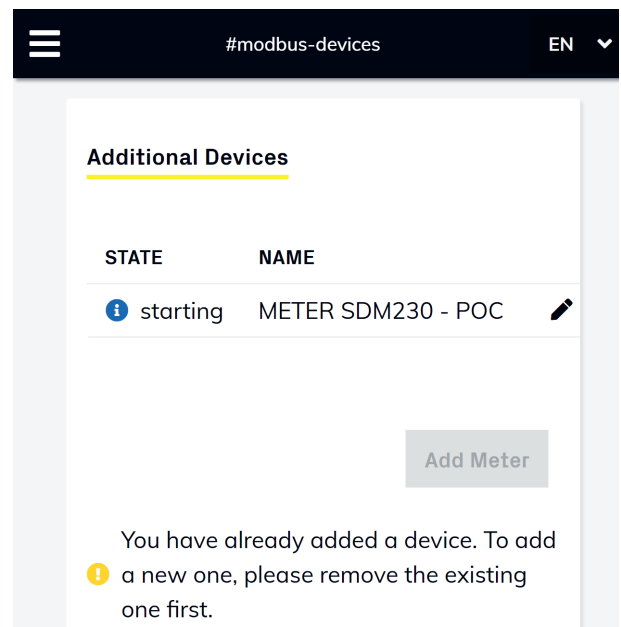 #modbus-devices EN
Additional Devices
STATE NAME
starting METER SDM230 - POC
Add Meter
You have already added a device. To add
a new one, please remove the existing
one first.